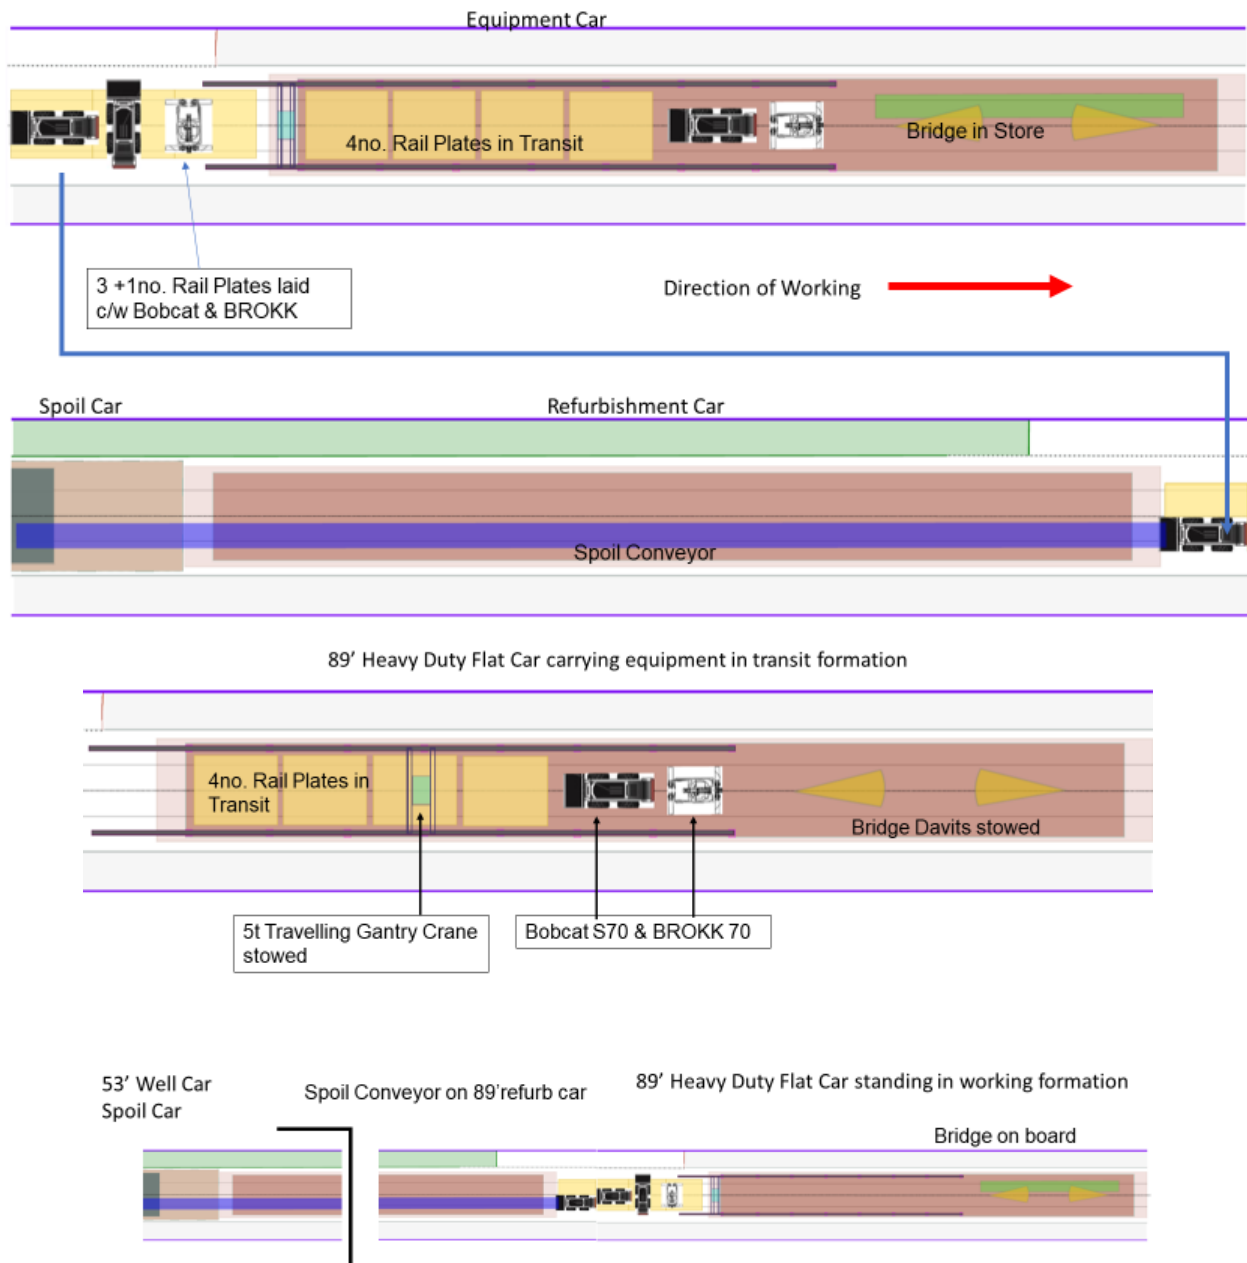 Equipment Car
4no. Rail Plates in Transit
Bridge in Store
3 +1no. Rail Plates laid
c/w Bobcat & BROKK
Direction of Working
Spoil Car
Refurbishment Car
Spoil Conveyor
89’ Heavy Duty Flat Car carrying equipment in transit formation
4no. Rail Plates in
Transit
Bridge Davits stowed
5t Travelling Gantry Crane
stowed
Bobcat S70 & BROKK 70
53’ Well Car
Spoil Car
Spoil Conveyor on 89’refurb car
89’ Heavy Duty Flat Car standing in working formation
Bridge on board